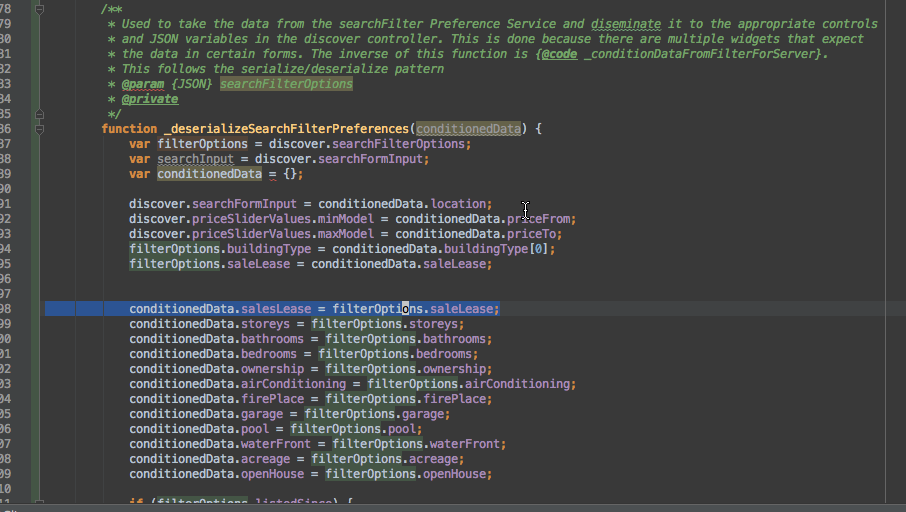 78 /**
79 * Used to take the data from the searchFilter Preference Service and diseminate it to the appropriate controls
80 * and JSON variables in the discover controller. This is done because there are multiple widgets that expect
81 * the data in certain forms. The inverse of this function is {@code _conditionDataFromFilterForServer}.
82 * This follows the serialize/deserialize pattern
83 * @param {JSON} searchFilterOptions
84 * @private
85 */
86 function _deserializeSearchFilterPreferences(conditionedData) {
87 var filterOptions = discover.searchFilterOptions;
88 var searchInput = discover.searchFormInput;
89 var conditionedData = {};
90
91 discover.searchFormInput = conditionedData.location;
92 discover.priceSliderValues.minModel = conditionedData.priceFrom;
93 discover.priceSliderValues.maxModel = conditionedData.priceTo;
94 filterOptions.buildingType = conditionedData.buildingType[0];
95 filterOptions.saleLease = conditionedData.saleLease;
96
97
98 conditionedData.salesLease = filterOptions.saleLease;
99 conditionedData.storeys = filterOptions.storeys;
00 conditionedData.bathrooms = filterOptions.bathrooms;
01 conditionedData.bedrooms = filterOptions.bedrooms;
02 conditionedData.ownership = filterOptions.ownership;
03 conditionedData.airConditioning = filterOptions.airConditioning;
04 conditionedData.firePlace = filterOptions.firePlace;
05 conditionedData.garage = filterOptions.garage;
06 conditionedData.pool = filterOptions.pool;
07 conditionedData.waterFront = filterOptions.waterFront;
08 conditionedData.acreage = filterOptions.acreage;
09 conditionedData.openHouse = filterOptions.openHouse;
10
11 if (filterOptions.listedSince) {